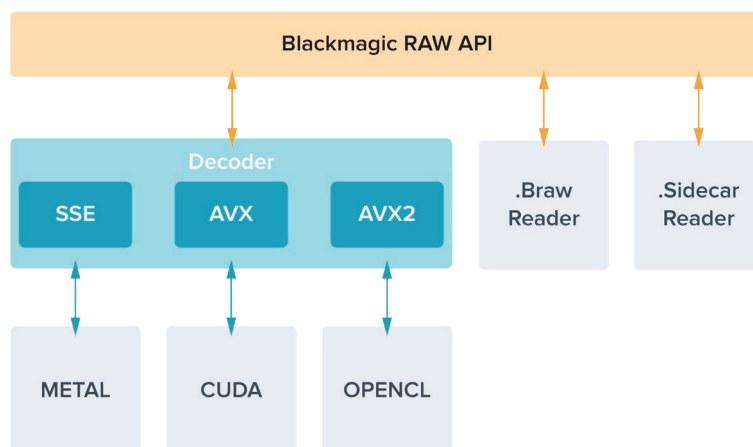 Blackmagic RAW API
Decoder
SSE
AVX
AVX2
.Braw
Reader
.Sidecar
Reader
METAL
CUDA
OPENCL